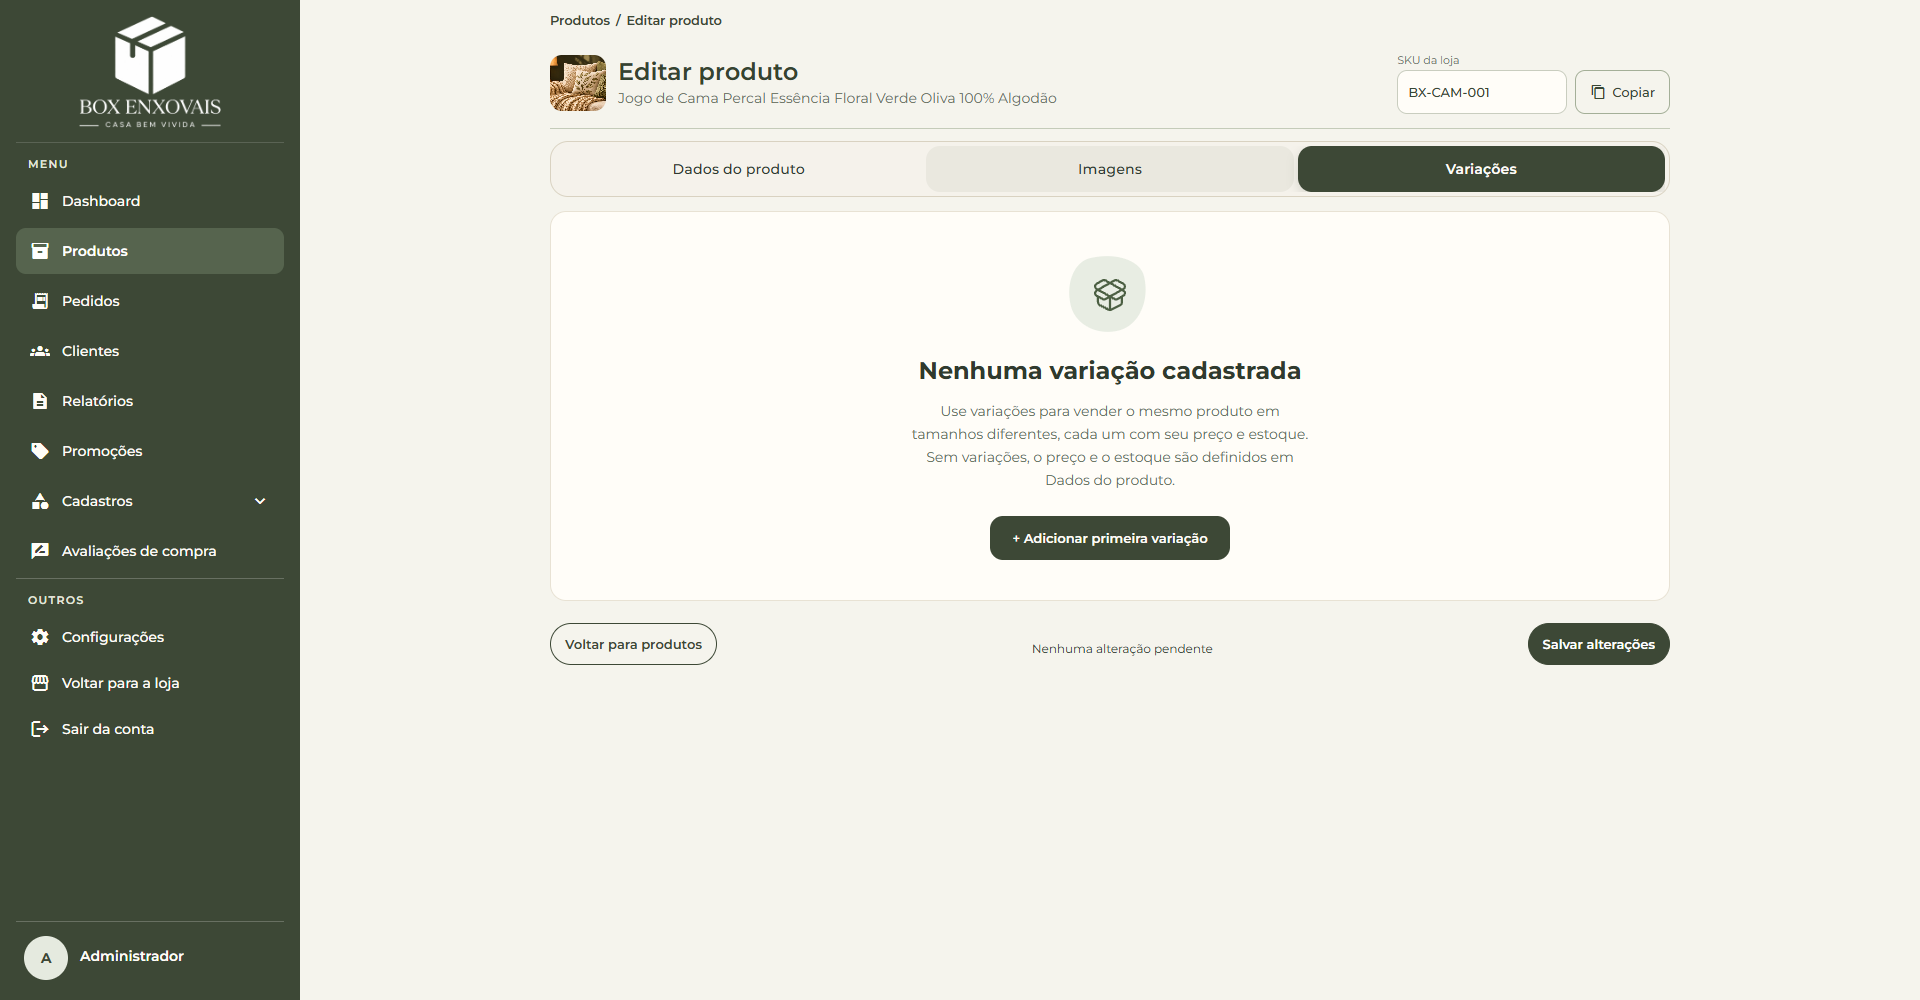 BOX ENXOVAIS
CASA BEM VIVIDA
MENU
Dashboard
Produtos
Pedidos
Clientes
Relatórios
Promoções
Cadastros
Avaliações de compra
OUTROS
Configurações
Voltar para a loja
Sair da conta
A
Administrador
Produtos / Editar produto
Editar produto
Jogo de Cama Percal Essência Floral Verde Oliva 100% Algodão
SKU da loja
BX-CAM-001
Copiar
Dados do produto
Imagens
Variações
Nenhuma variação cadastrada
Use variações para vender o mesmo produto em
tamanhos diferentes, cada um com seu preço e estoque.
Sem variações, o preço e o estoque são definidos em
Dados do produto.
+ Adicionar primeira variação
Voltar para produtos
Nenhuma alteração pendente
Salvar alterações